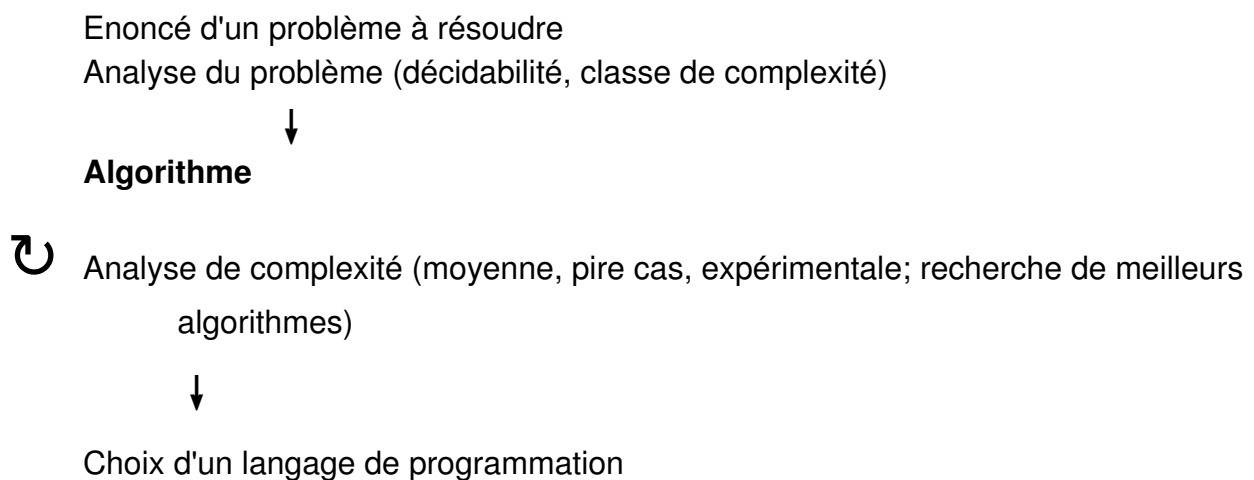 Enoncé d'un problème à résoudre
Analyse du problème (décidabilité, classe de complexité)
Algorithme
Analyse de complexité (moyenne, pire cas, expérimentale; recherche de meilleurs
algorithmes)
Choix d'un langage de programmation